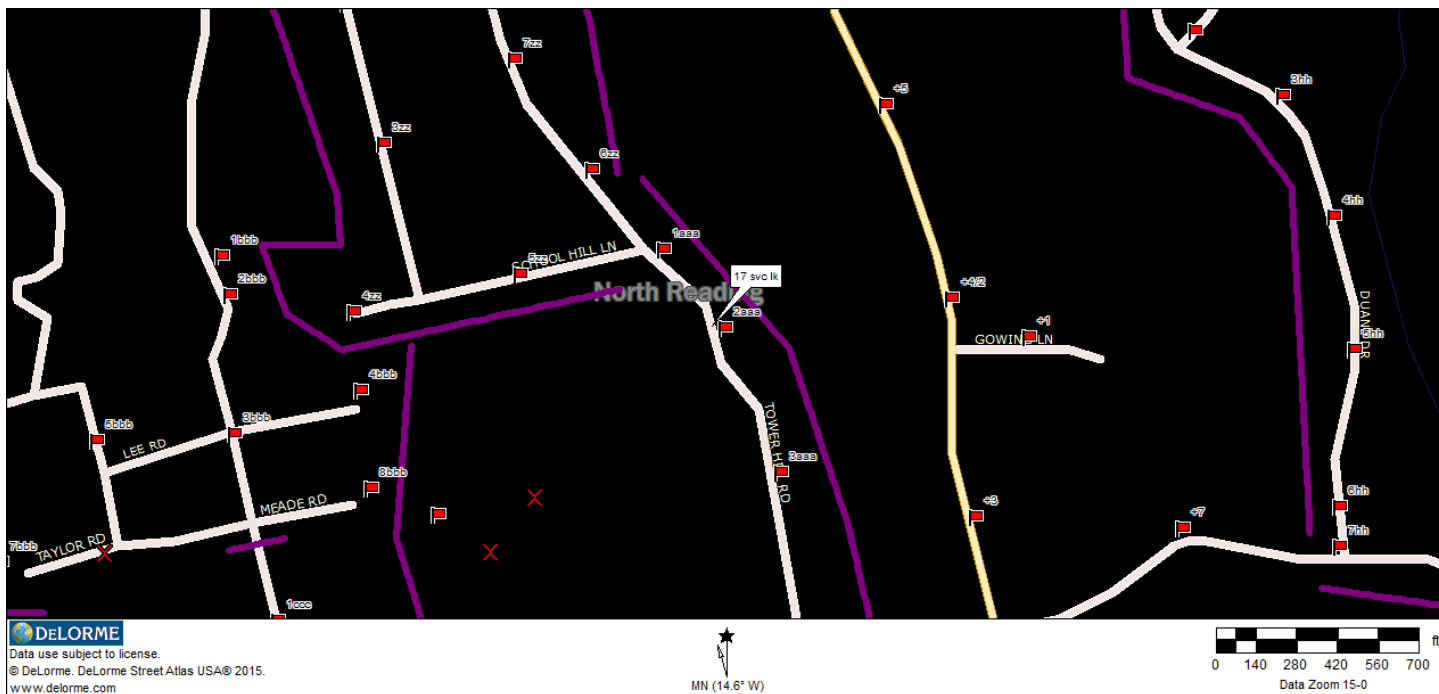 7zz
3hh
+5
3zz
6zz
4hh
1bbb
1aaa
SCHOOL HILL LN
5zz
17 svc lk
North Reading
2bbb
4zz
2aaa
+4/2
+1
GOWING LN
DUANE DR
5hh
4bbb
5bbb
3bbb
LEE RD
TOWER HILL RD
3aaa
8bbb
MEADE RD
+3
6hh
+7
7hh
7bbb
TAYLOR RD
1ccc
DELORME
Data use subject to license.
© DeLorme. DeLorme Street Atlas USA® 2015.
www.delorme.com
MN (14.6° W)
ft
0 140 280 420 560 700
Data Zoom 15-0